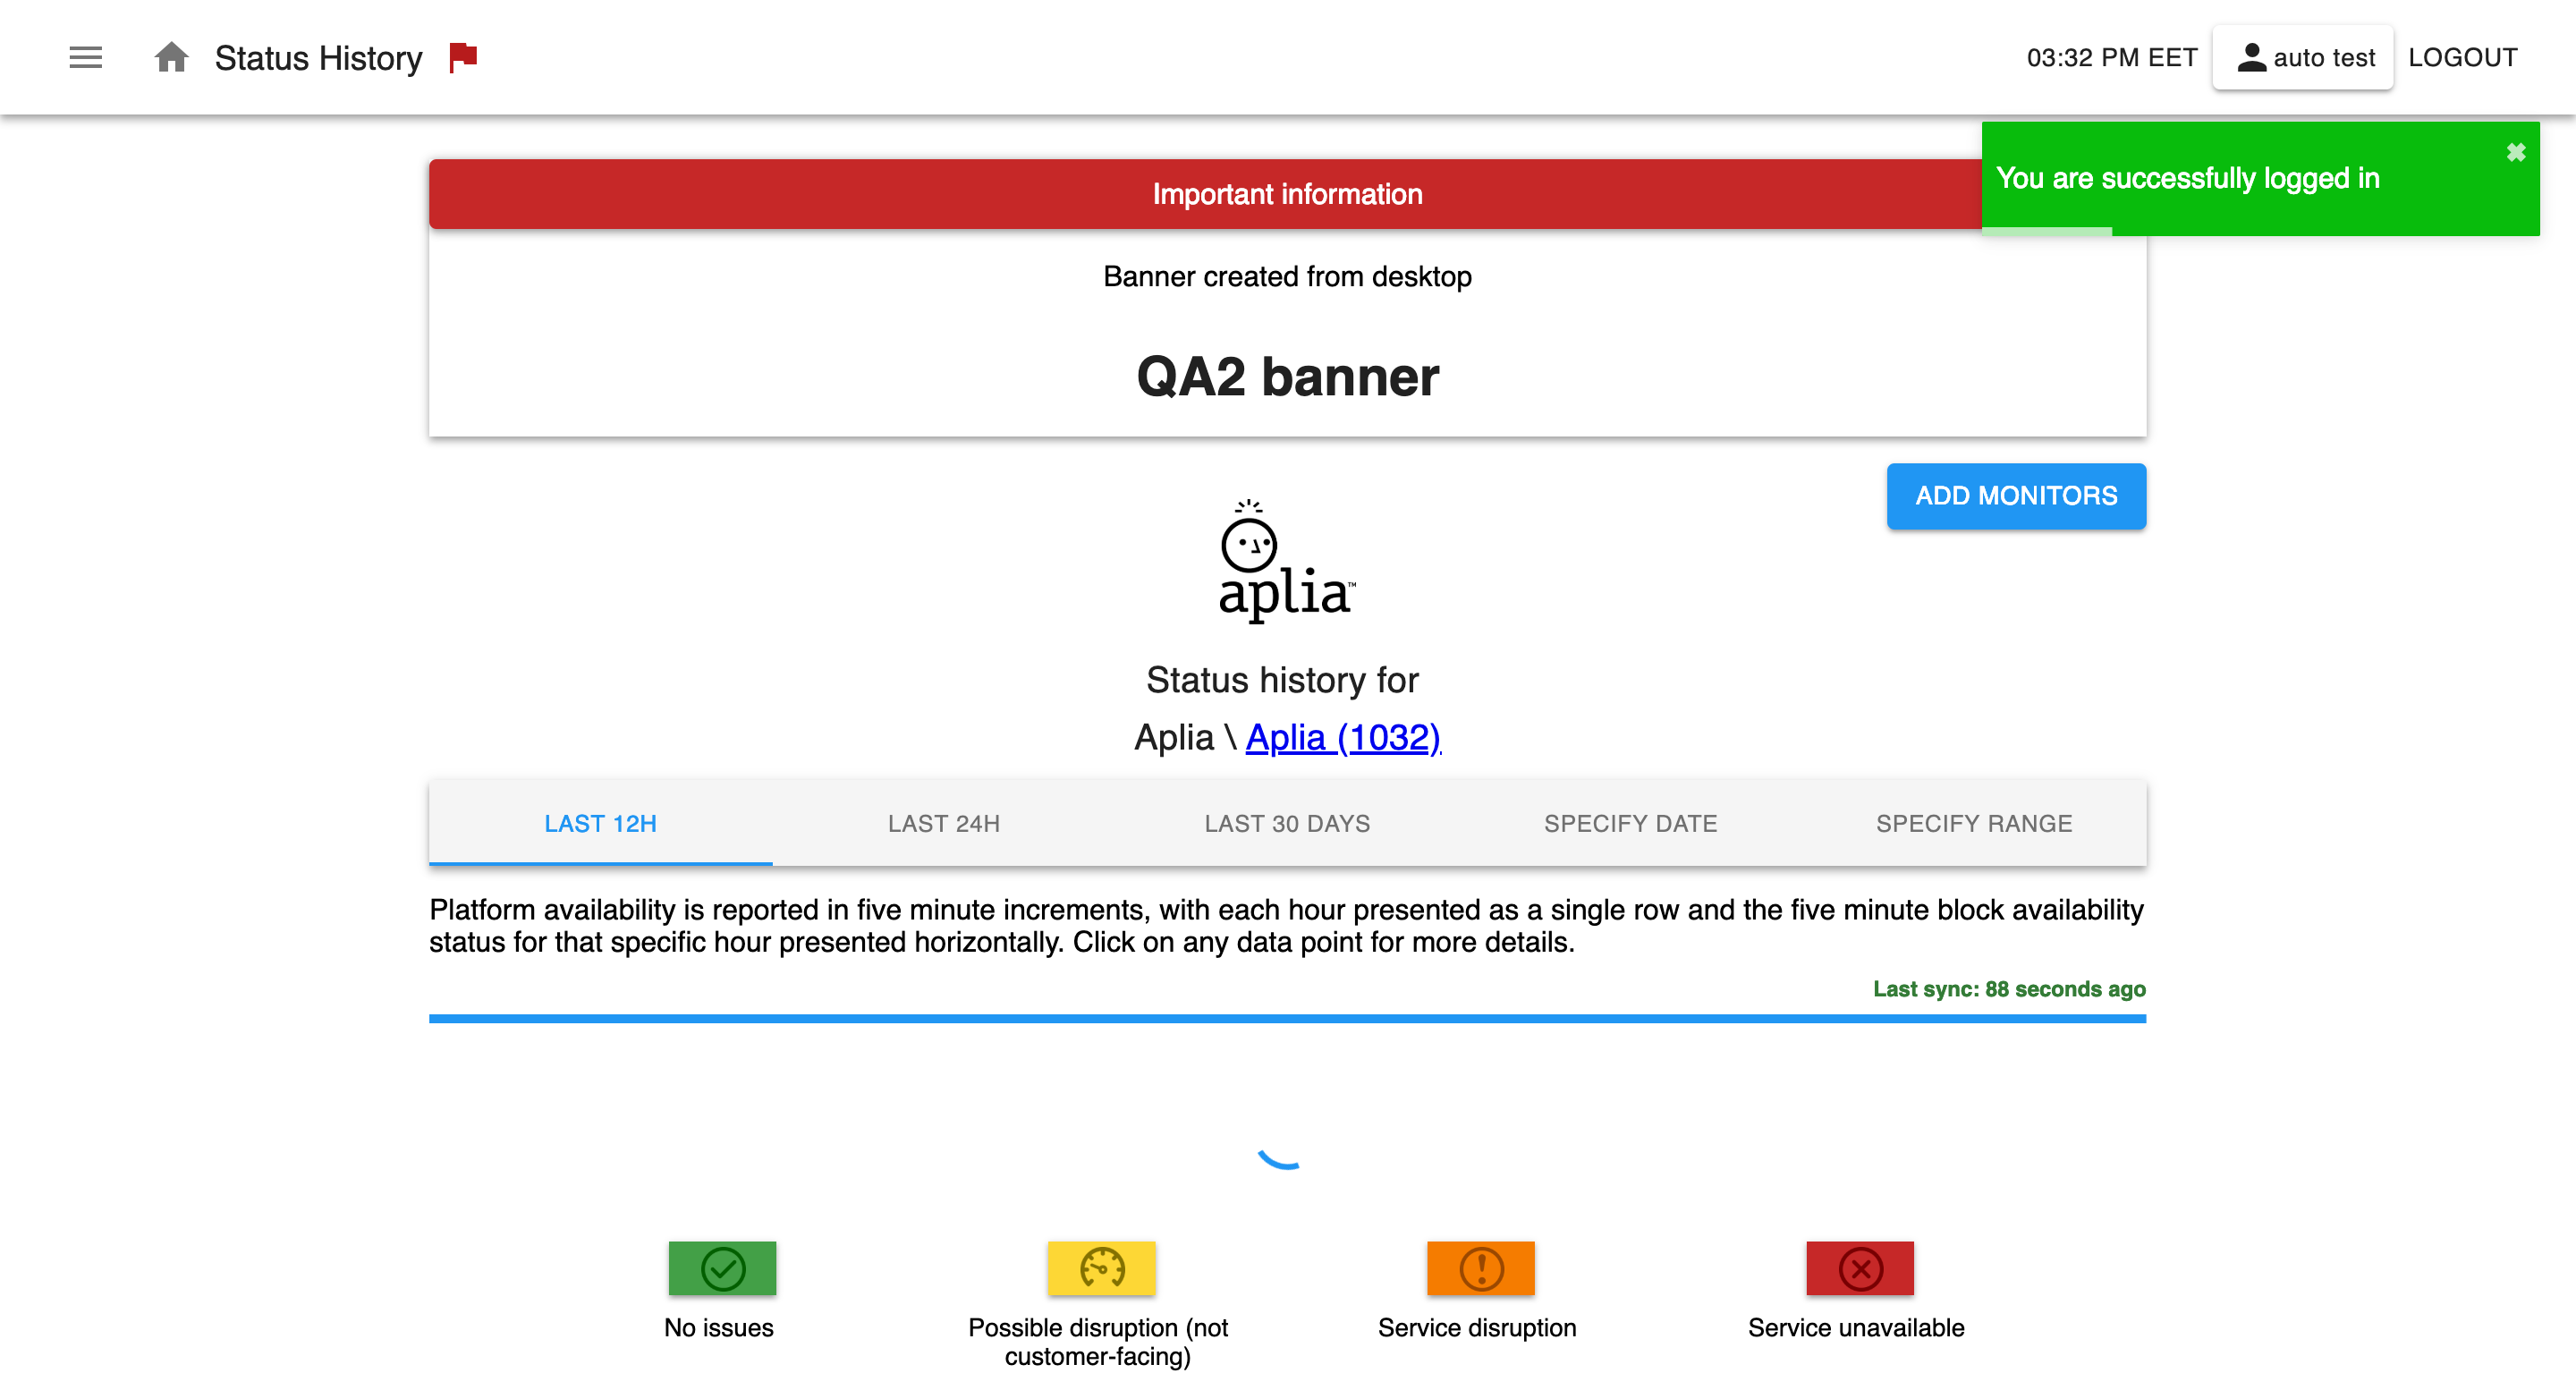 Status History
03:32 PM EET
auto test
LOGOUT
You are successfully logged in
Important information
Banner created from desktop
QA2 banner
ADD MONITORS
aplia™
Status history for
Aplia \ Aplia (1032)
LAST 12H
LAST 24H
LAST 30 DAYS
SPECIFY DATE
SPECIFY RANGE
Platform availability is reported in five minute increments, with each hour presented as a single row and the five minute block availability
status for that specific hour presented horizontally. Click on any data point for more details.
Last sync: 88 seconds ago
No issues
Possible disruption (not
customer-facing)
Service disruption
Service unavailable